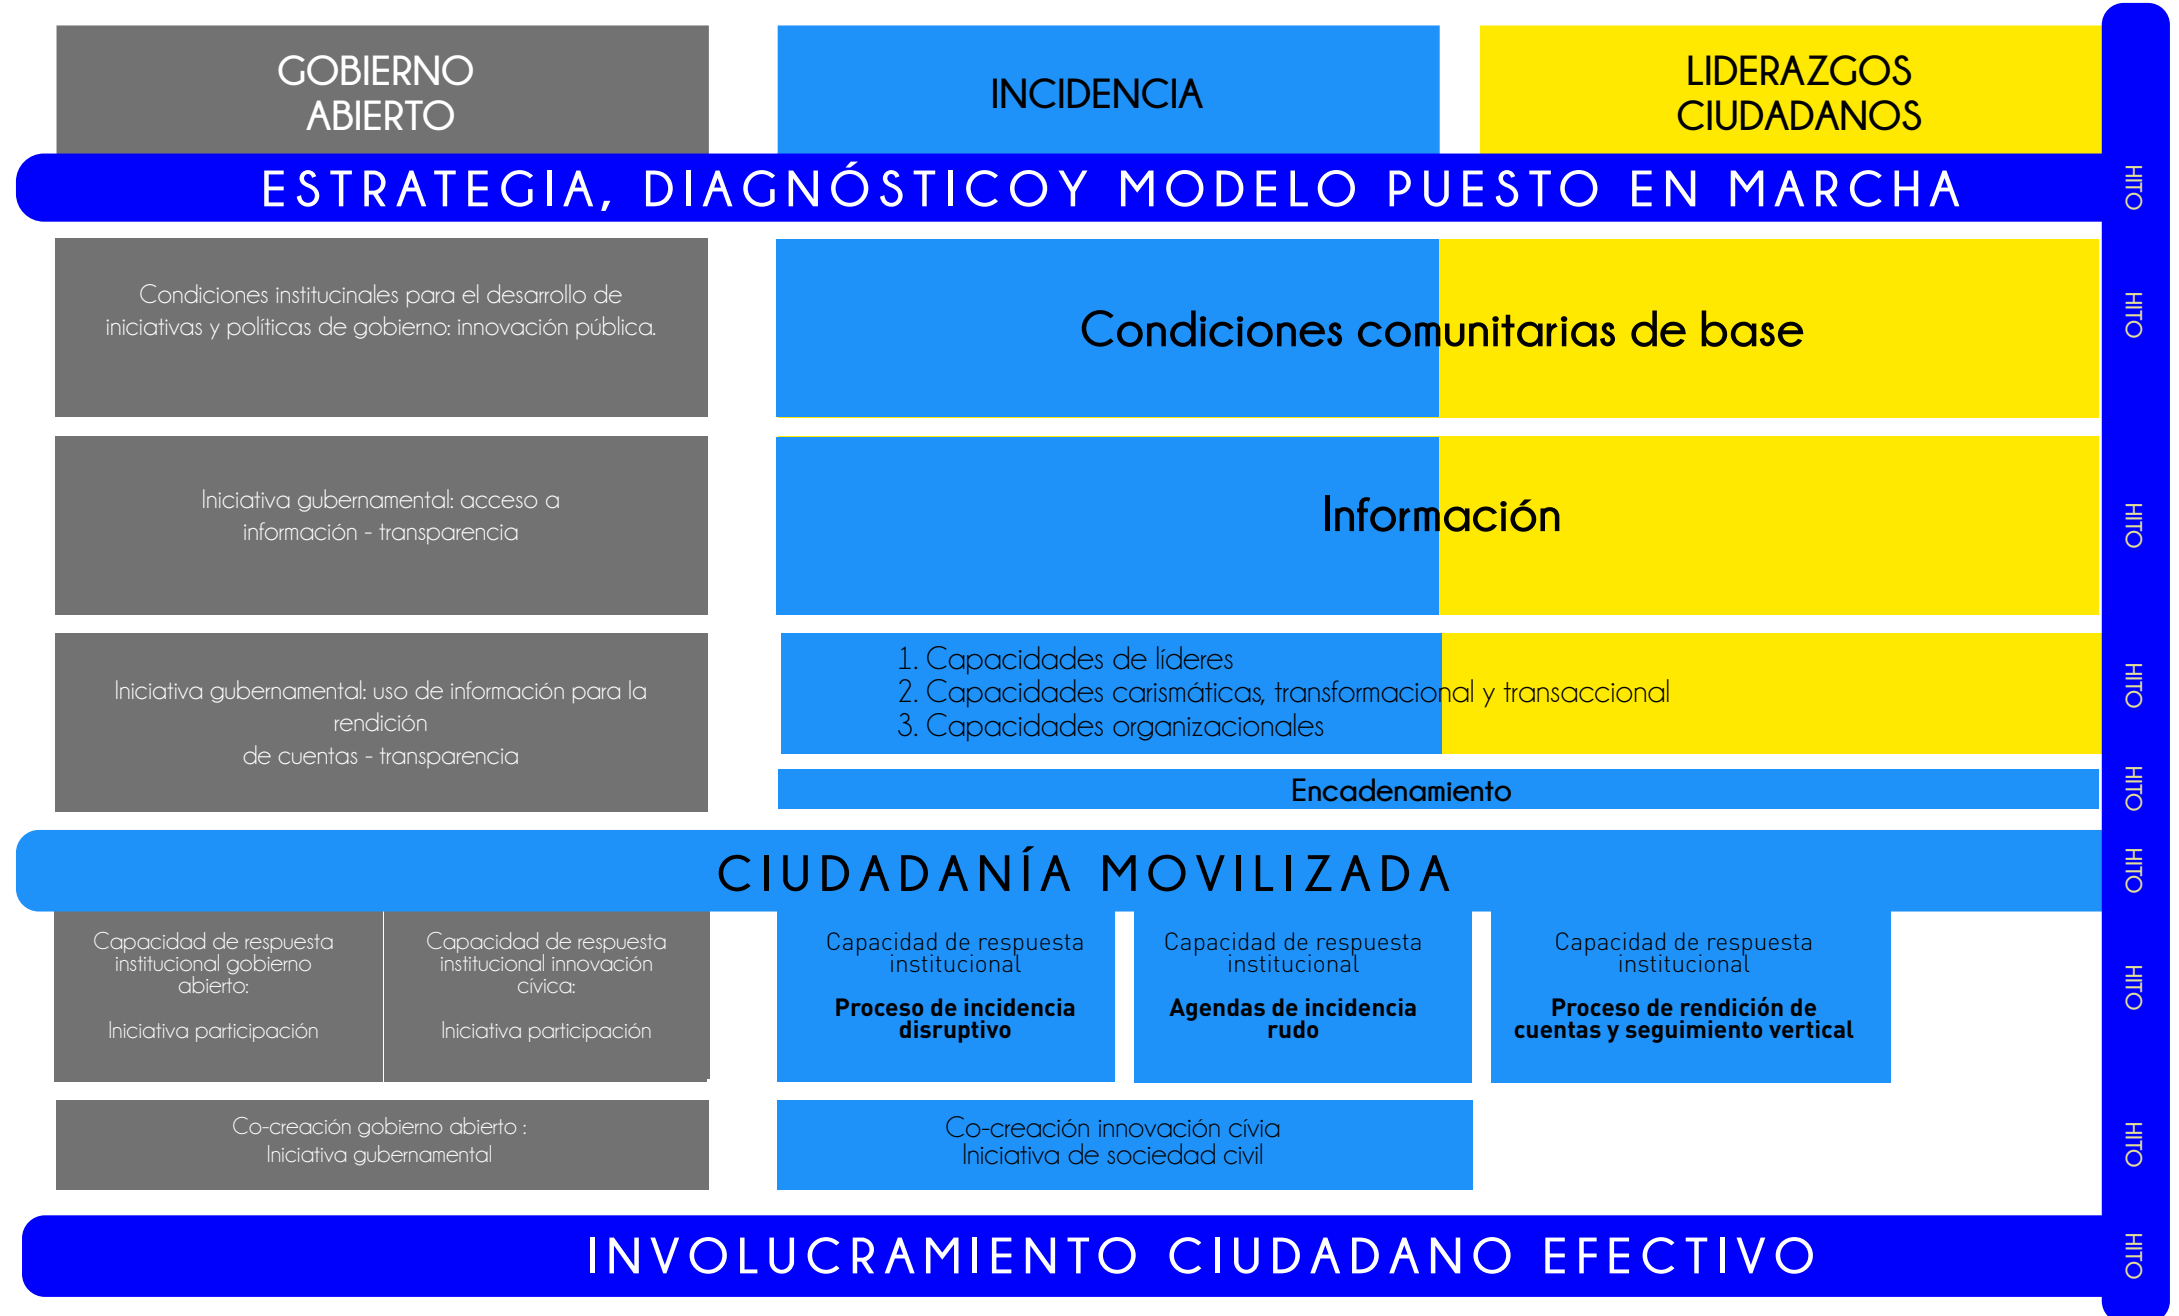 GOBIERNO
ABIERTO
INCIDENCIA
LIDERAZGOS
CIUDADANOS
ESTRATEGIA, DIAGNÓSTICOY MODELO PUESTO EN MARCHA
HITO
Condiciones institucinales para el desarrollo de
iniciativas y políticas de gobierno: innovación pública.
Condiciones comunitarias de base
HITO
Iniciativa gubernamental: acceso a
información - transparencia
Información
HITO
Iniciativa gubernamental: uso de información para la
rendición
de cuentas - transparencia
1. Capacidades de líderes
2. Capacidades carismáticas, transformacional y transaccional
3. Capacidades organizacionales
HITO
Encadenamiento
HITO
CIUDADANÍA MOVILIZADA
HITO
Capacidad de respuesta
institucional gobierno
abierto:
Iniciativa participación
Capacidad de respuesta
institucional innovación
cívica:
Iniciativa participación
Capacidad de respuesta
institucional
Proceso de incidencia
disruptivo
Capacidad de respuesta
institucional
Agendas de incidencia
rudo
Capacidad de respuesta
institucional
Proceso de rendición de
cuentas y seguimiento vertical
HITO
Co-creación gobierno abierto :
Iniciativa gubernamental
Co-creación innovación cívia
Iniciativa de sociedad civil
HITO
INVOLUCRAMIENTO CIUDADANO EFECTIVO
HITO